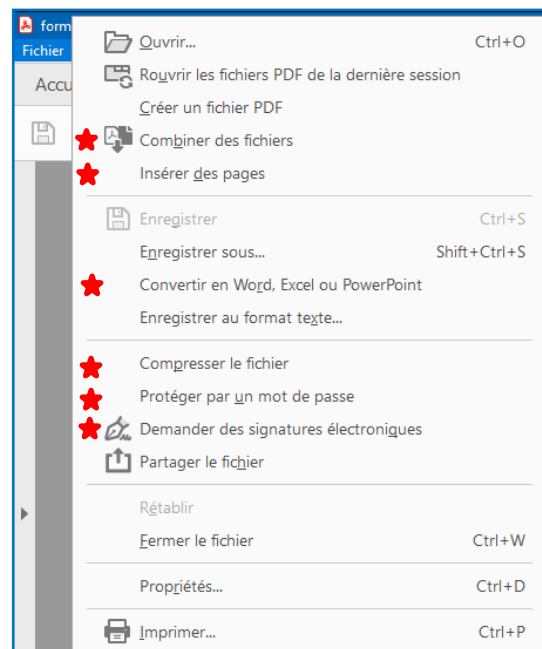 form
Fichier
Accu
Ouvrir... Ctrl+O
Rouvrir les fichiers PDF de la dernière session
Créer un fichier PDF
Combiner des fichiers
Insérer des pages
Enregistrer Ctrl+S
Enregistrer sous... Shift+Ctrl+S
Convertir en Word, Excel ou PowerPoint
Enregistrer au format texte...
Compresser le fichier
Protéger par un mot de passe
Demander des signatures électroniques
Partager le fichier
Rétablir
Fermer le fichier Ctrl+W
Propriétés... Ctrl+D
Imprimer... Ctrl+P